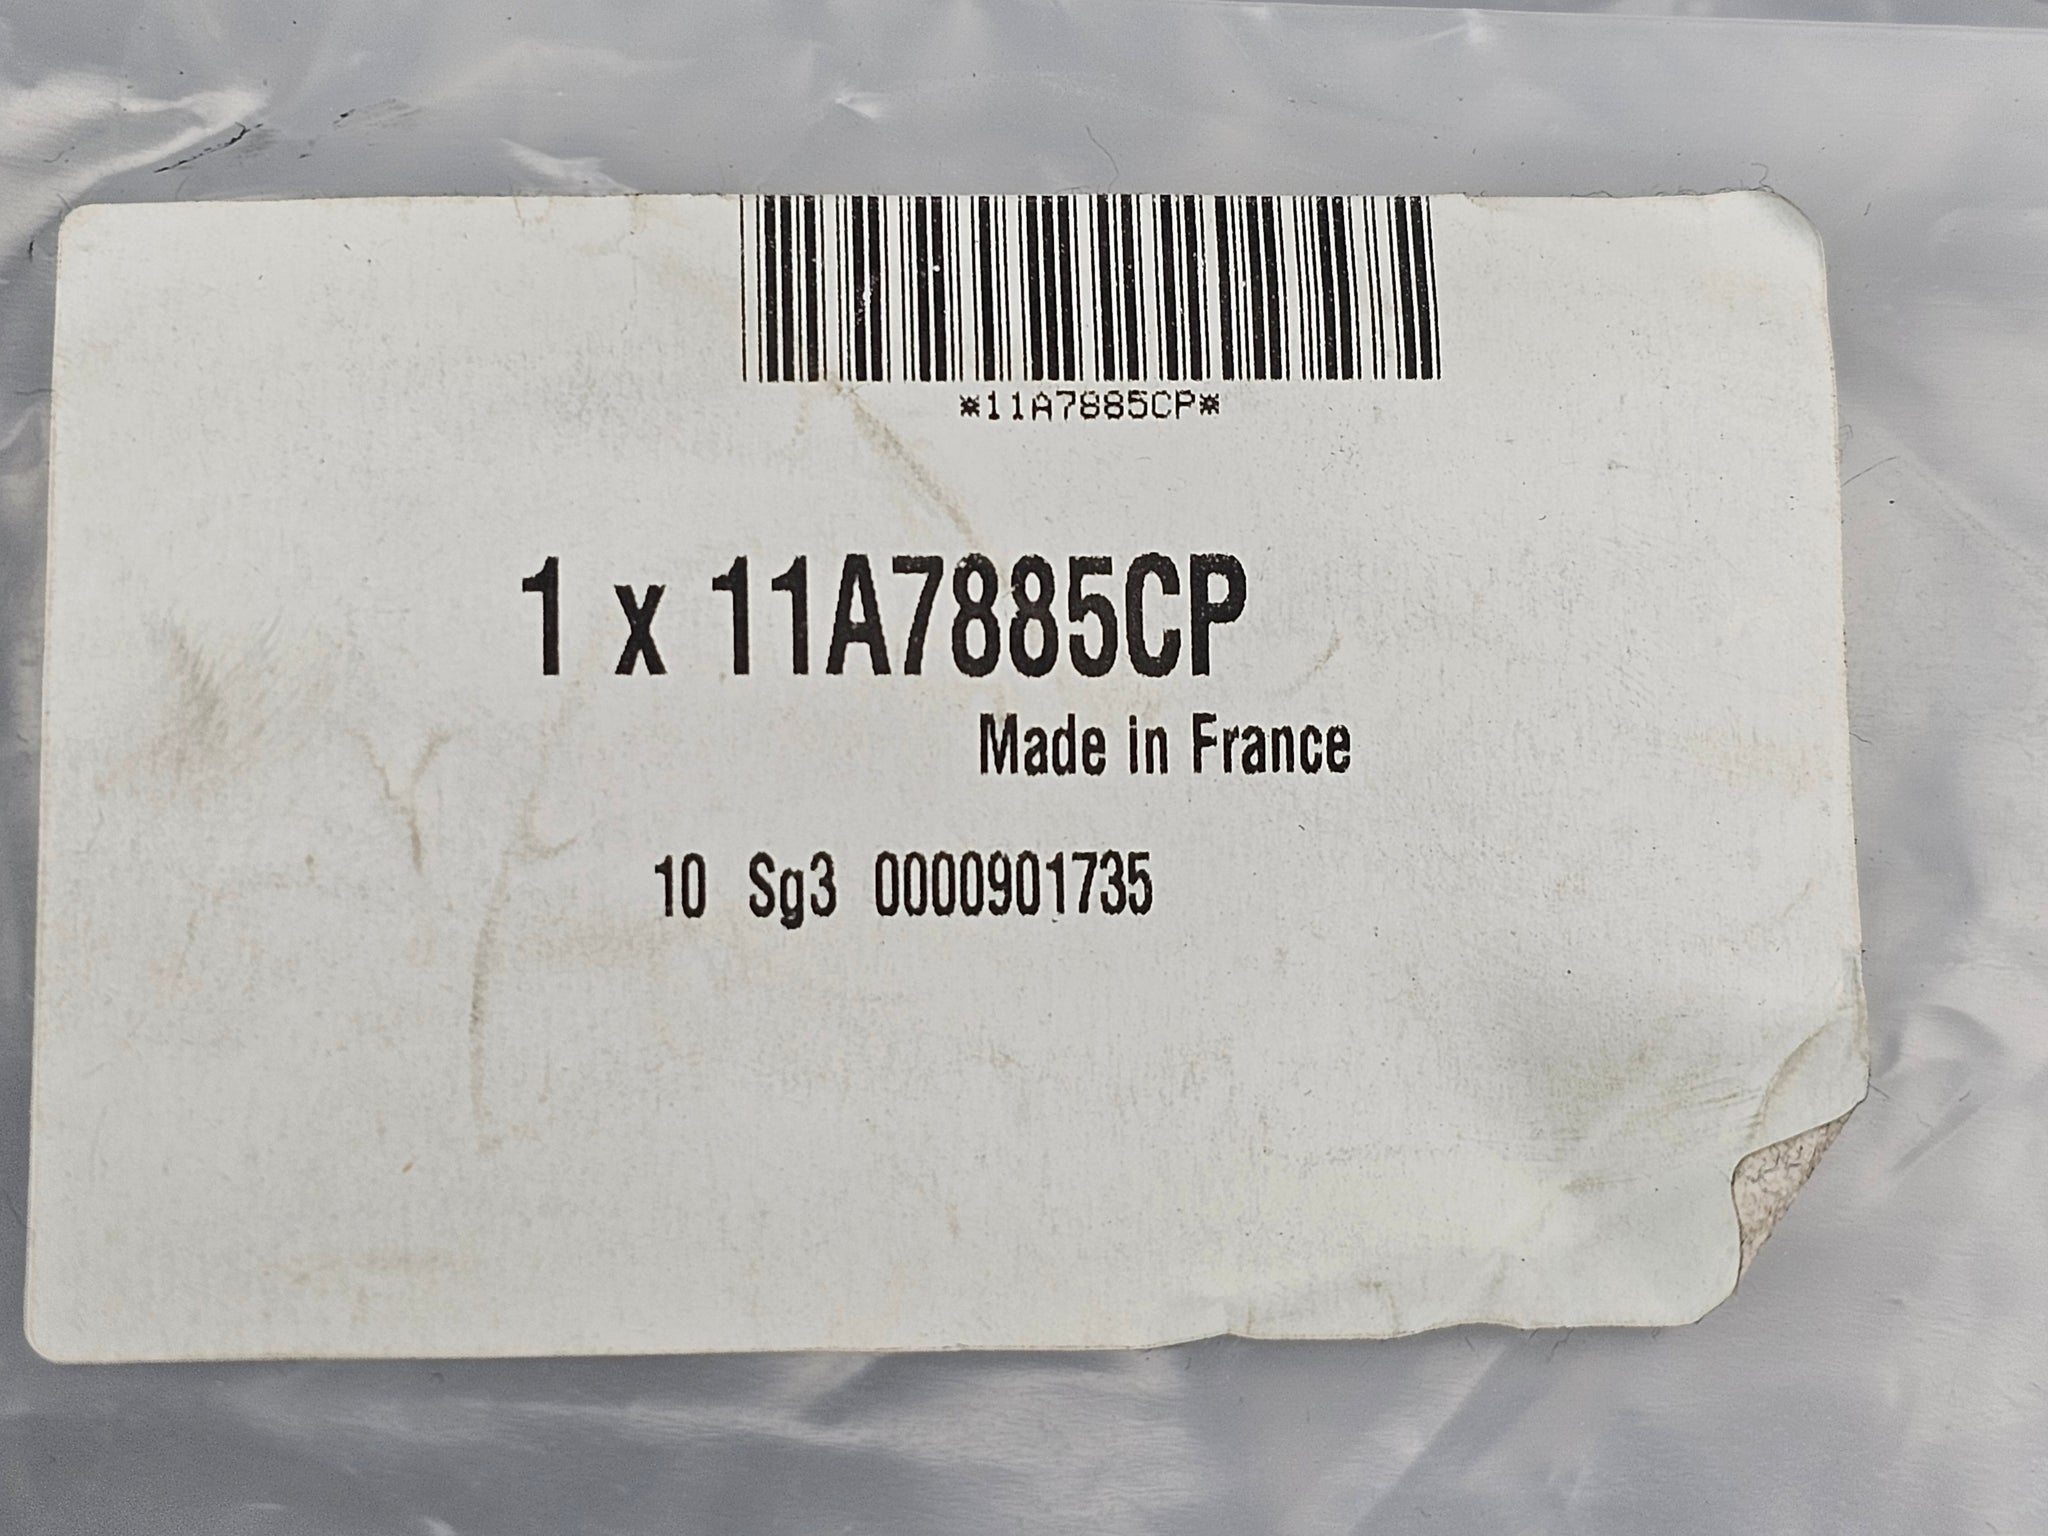 *11A7885CP*
1 x 11A7885CP
Made in France
10 Sg3 0000901735